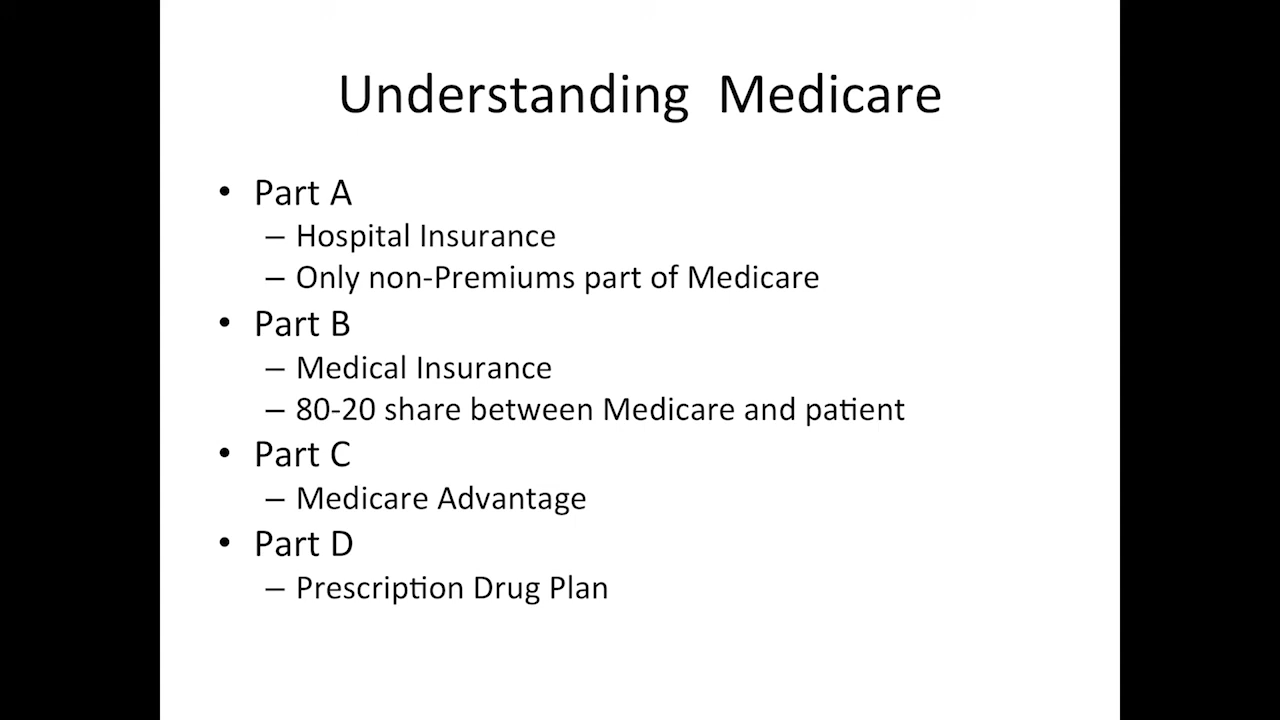 Understanding Medicare
• Part A
– Hospital Insurance
– Only non-Premiums part of Medicare
• Part B
– Medical Insurance
– 80-20 share between Medicare and patient
• Part C
– Medicare Advantage
• Part D
– Prescription Drug Plan